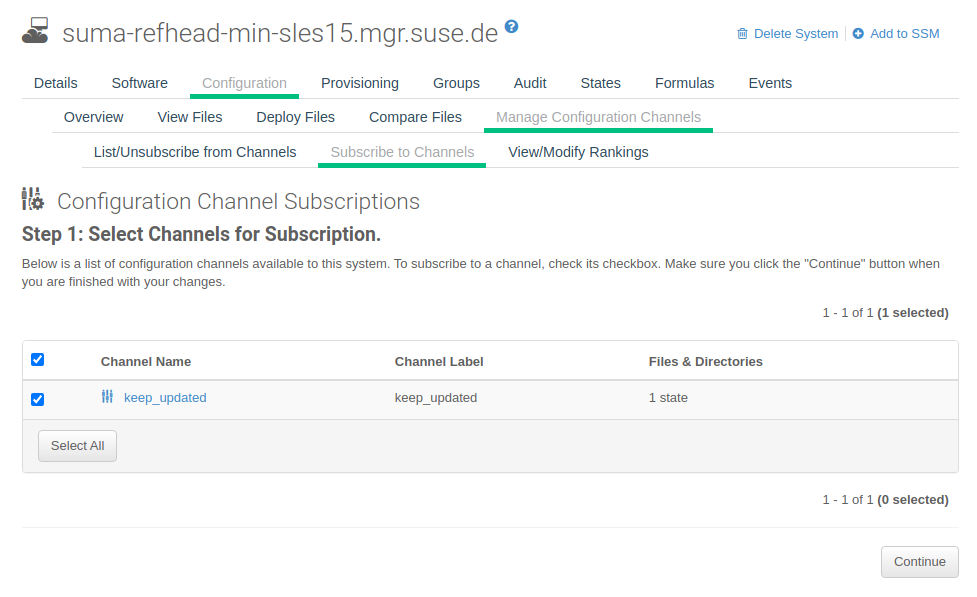 suma-refhead-min-sles15.mgr.suse.de ?
Delete System
Add to SSM
Details Software Configuration Provisioning Groups Audit States Formulas Events
Overview View Files Deploy Files Compare Files Manage Configuration Channels
List/Unsubscribe from Channels Subscribe to Channels View/Modify Rankings
Configuration Channel Subscriptions
Step 1: Select Channels for Subscription.
Below is a list of configuration channels available to this system. To subscribe to a channel, check its checkbox. Make sure you click the "Continue" button when
you are finished with your changes.
1 - 1 of 1 (1 selected)
Channel Name Channel Label Files & Directories
keep_updated keep_updated 1 state
Select All
1 - 1 of 1 (0 selected)
Continue